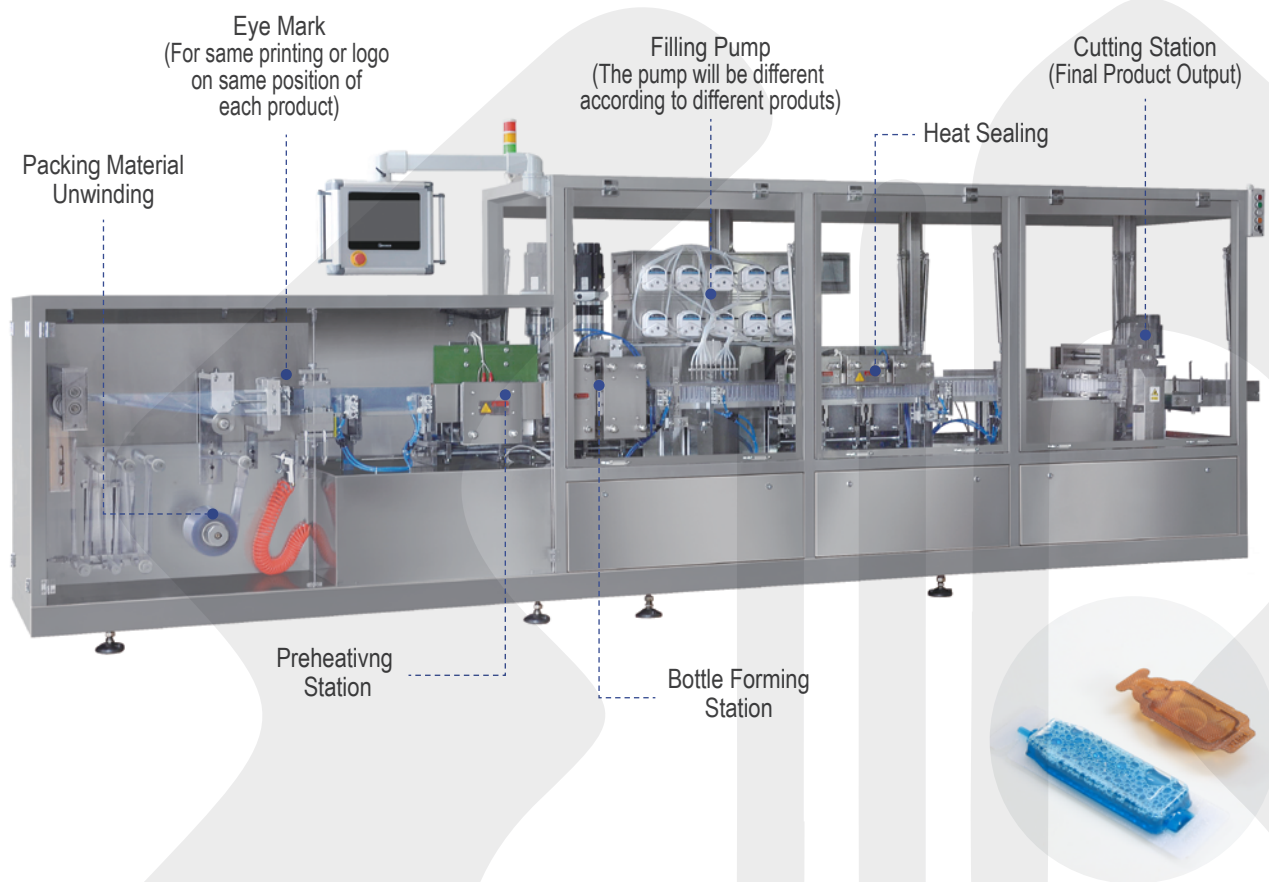 Eye Mark
(For same printing or logo
on same position of
each product)
Filling Pump
(The pump will be different
according to different produts)
Cutting Station
(Final Product Output)
Heat Sealing
Packing Material
Unwinding
Preheativng
Station
Bottle Forming
Station